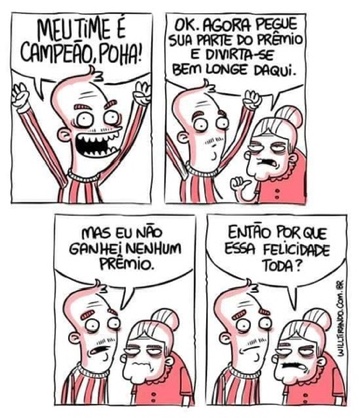 MEU TIME É
CAMPEÃO, POHA!
OK. AGORA PEGUE
SUA PARTE DO PRÊMIO
E DIVIRTA-SE
BEM LONGE DAQUI.
MAS EU NÃO
GANHEI NENHUM
PRÊMIO.
ENTÃO POR QUE
ESSA FELICIDADE
TODA?
WILLTIRANDO.COM.BR